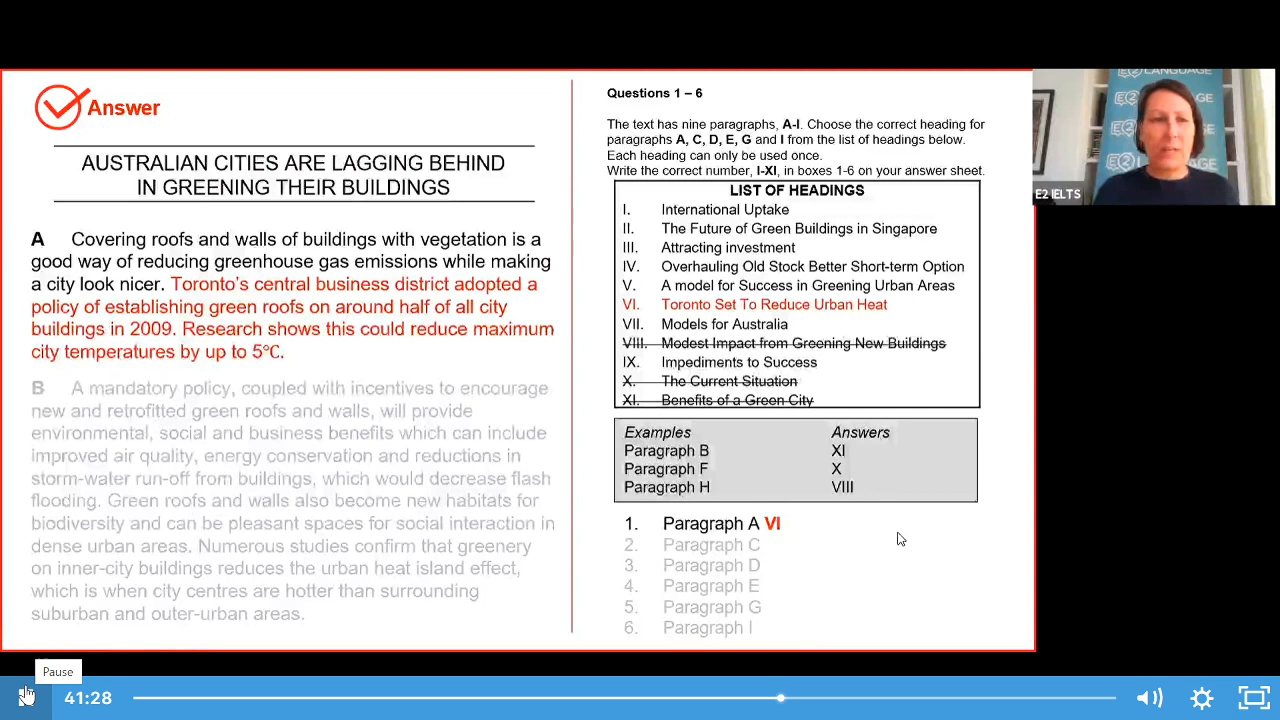 Answer
AUSTRALIAN CITIES ARE LAGGING BEHIND
IN GREENING THEIR BUILDINGS
A Covering roofs and walls of buildings with vegetation is a
good way of reducing greenhouse gas emissions while making
a city look nicer. Toronto's central business district adopted a
policy of establishing green roofs on around half of all city
buildings in 2009. Research shows this could reduce maximum
city temperatures by up to 5℃.
B A mandatory policy, coupled with incentives to encourage
new and retrofitted green roofs and walls, will provide
environmental, social and business benefits which can include
improved air quality, energy conservation and reductions in
storm-water run-off from buildings, which would decrease flash
flooding. Green roofs and walls also become new habitats for
biodiversity and can be pleasant spaces for social interaction in
dense urban areas. Numerous studies confirm that greenery
on inner-city buildings reduces the urban heat island effect,
which is when city centres are hotter than surrounding
suburban and outer-urban areas.
Questions 1 – 6
The text has nine paragraphs, A-I. Choose the correct heading for
paragraphs A, C, D, E, G and I from the list of headings below.
Each heading can only be used once.
Write the correct number, I-XI, in boxes 1-6 on your answer sheet.
LIST OF HEADINGS
I. International Uptake
II. The Future of Green Buildings in Singapore
III. Attracting investment
IV. Overhauling Old Stock Better Short-term Option
V. A model for Success in Greening Urban Areas
VI. Toronto Set To Reduce Urban Heat
VII. Models for Australia
VIII. Modest Impact from Greening New Buildings
IX. Impediments to Success
X. The Current Situation
XI. Benefits of a Green City
Examples Answers
Paragraph B XI
Paragraph F X
Paragraph H VIII
1. Paragraph A VI
2. Paragraph C
3. Paragraph D
4. Paragraph E
5. Paragraph G
6. Paragraph I
E2 LANGUAGE
E2 IELTS
Pause
41:28